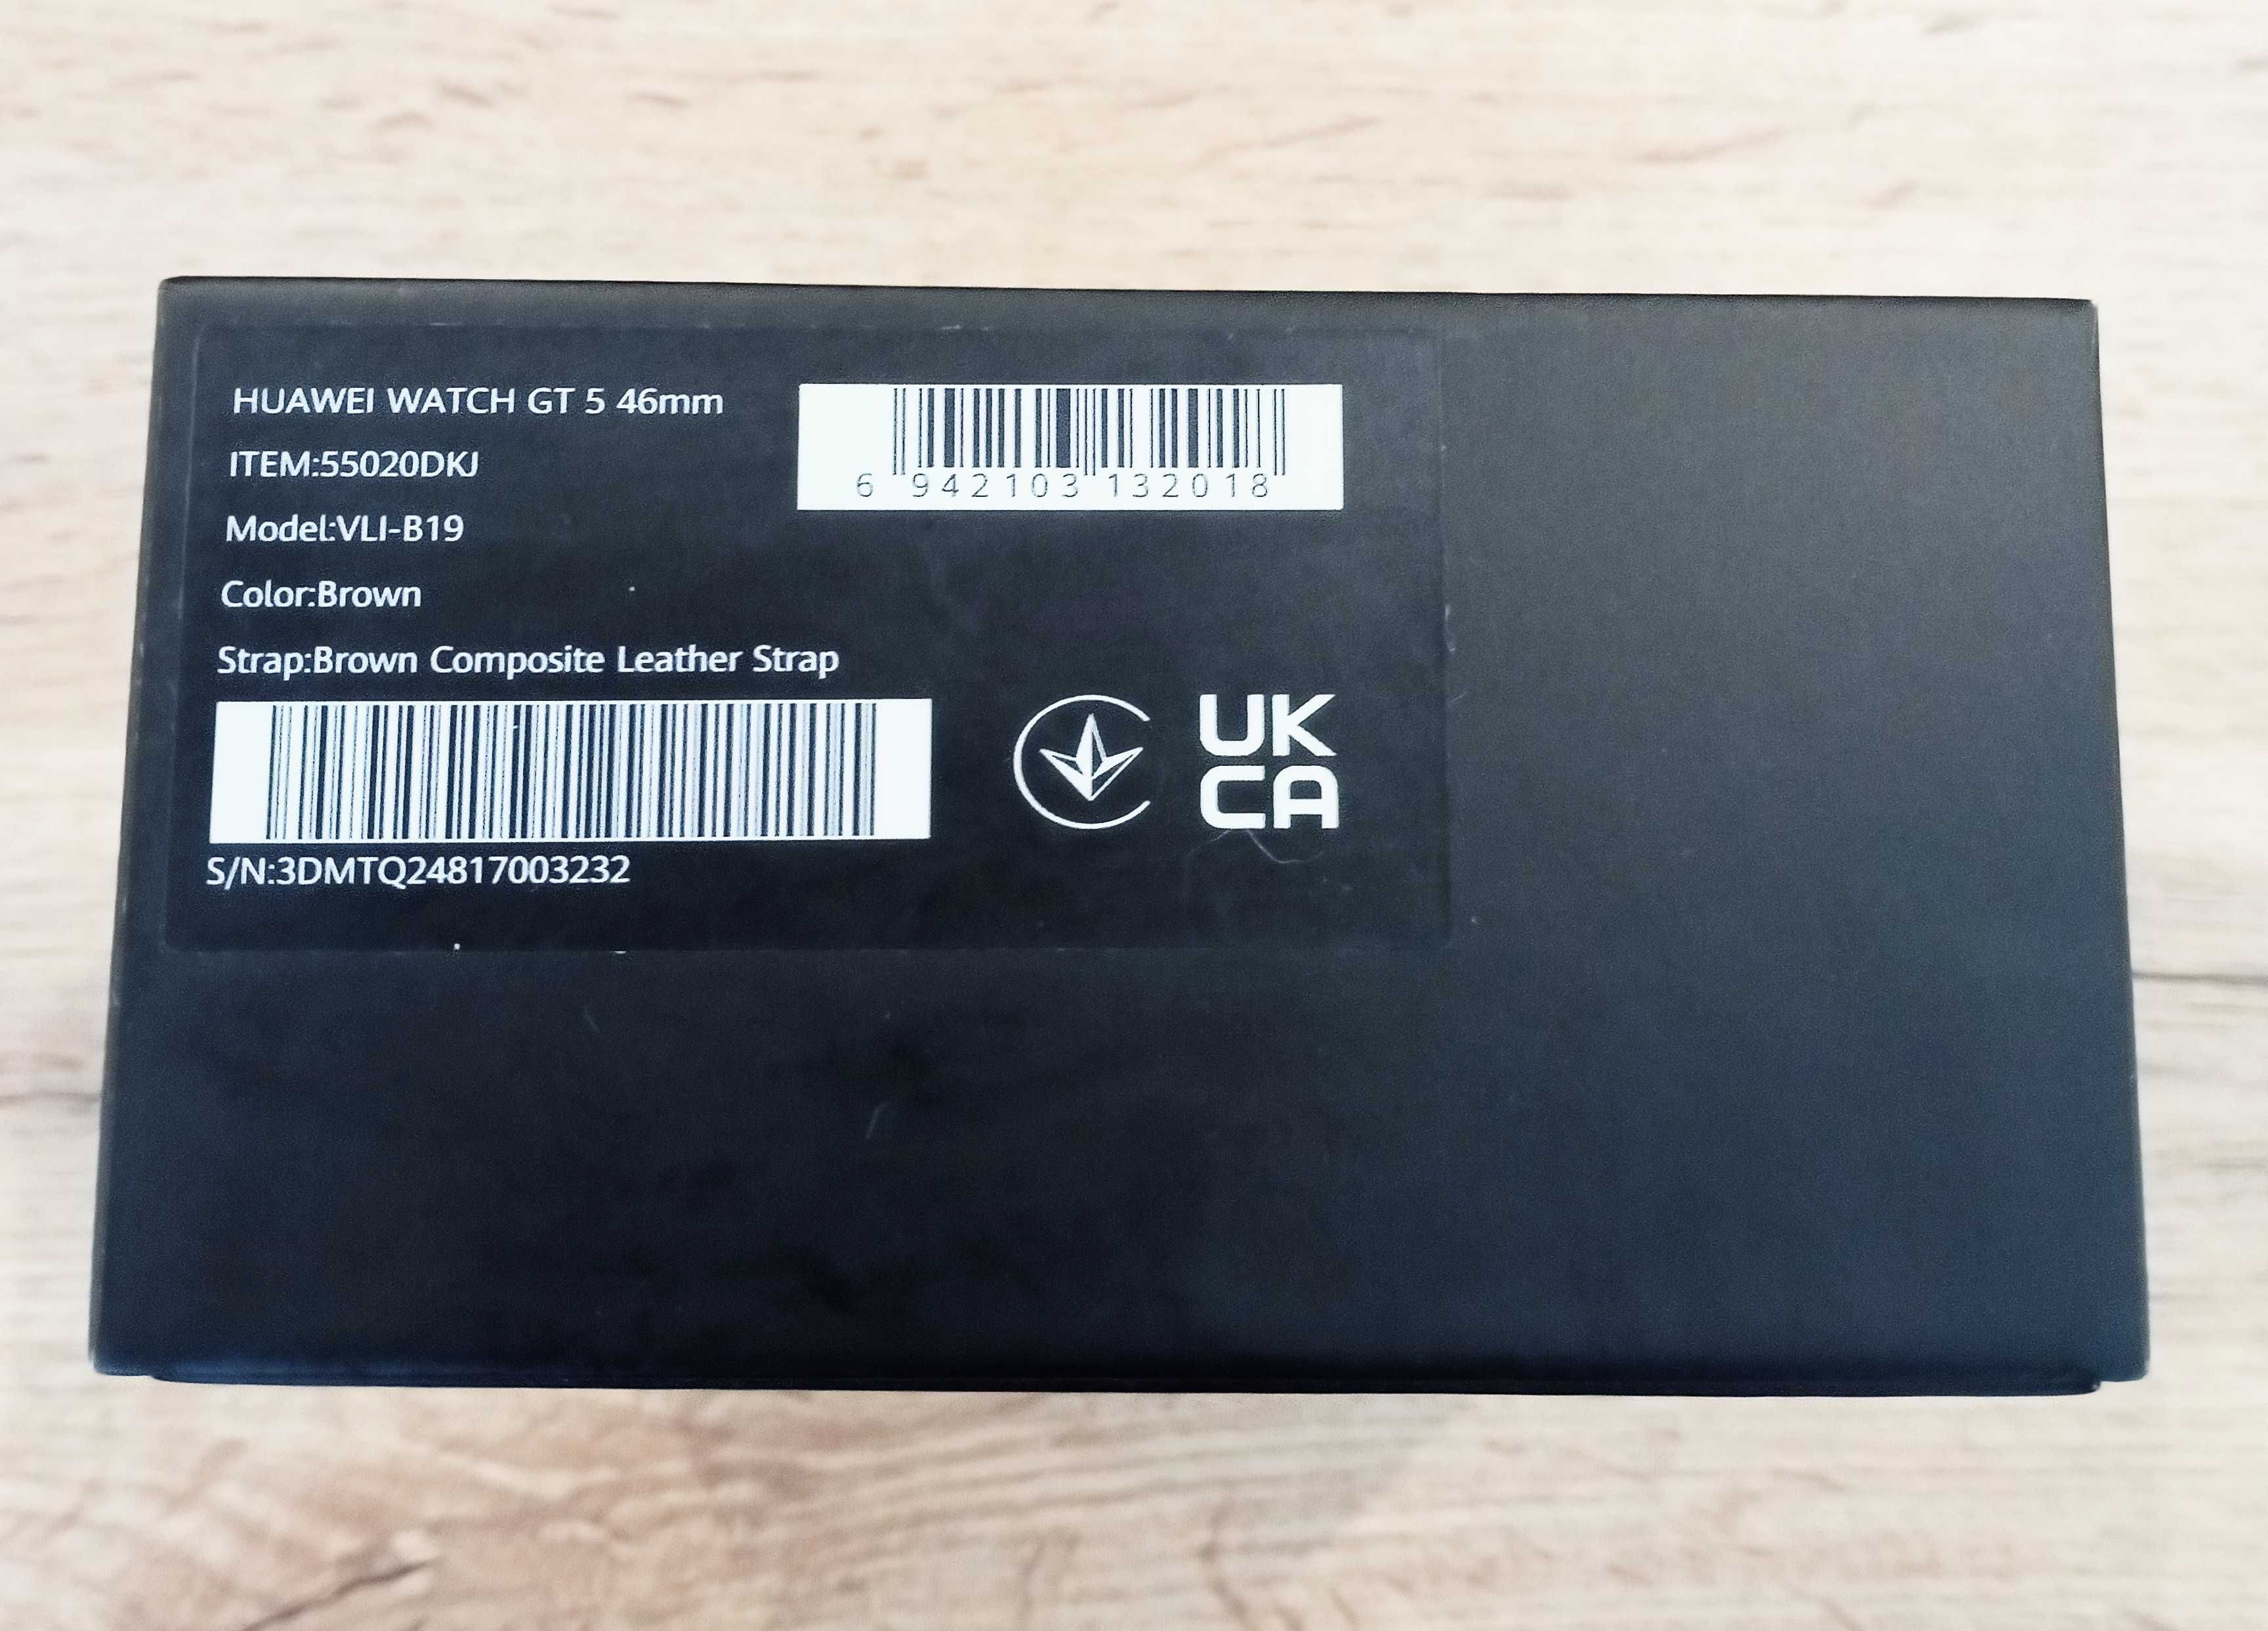 HUAWEI WATCH GT 5 46mm
ITEM:55020DKJ
Model:VLI-B19
Color:Brown
Strap:Brown Composite Leather Strap
S/N:3DMTQ24817003232
6 942103 132018
UK
CA